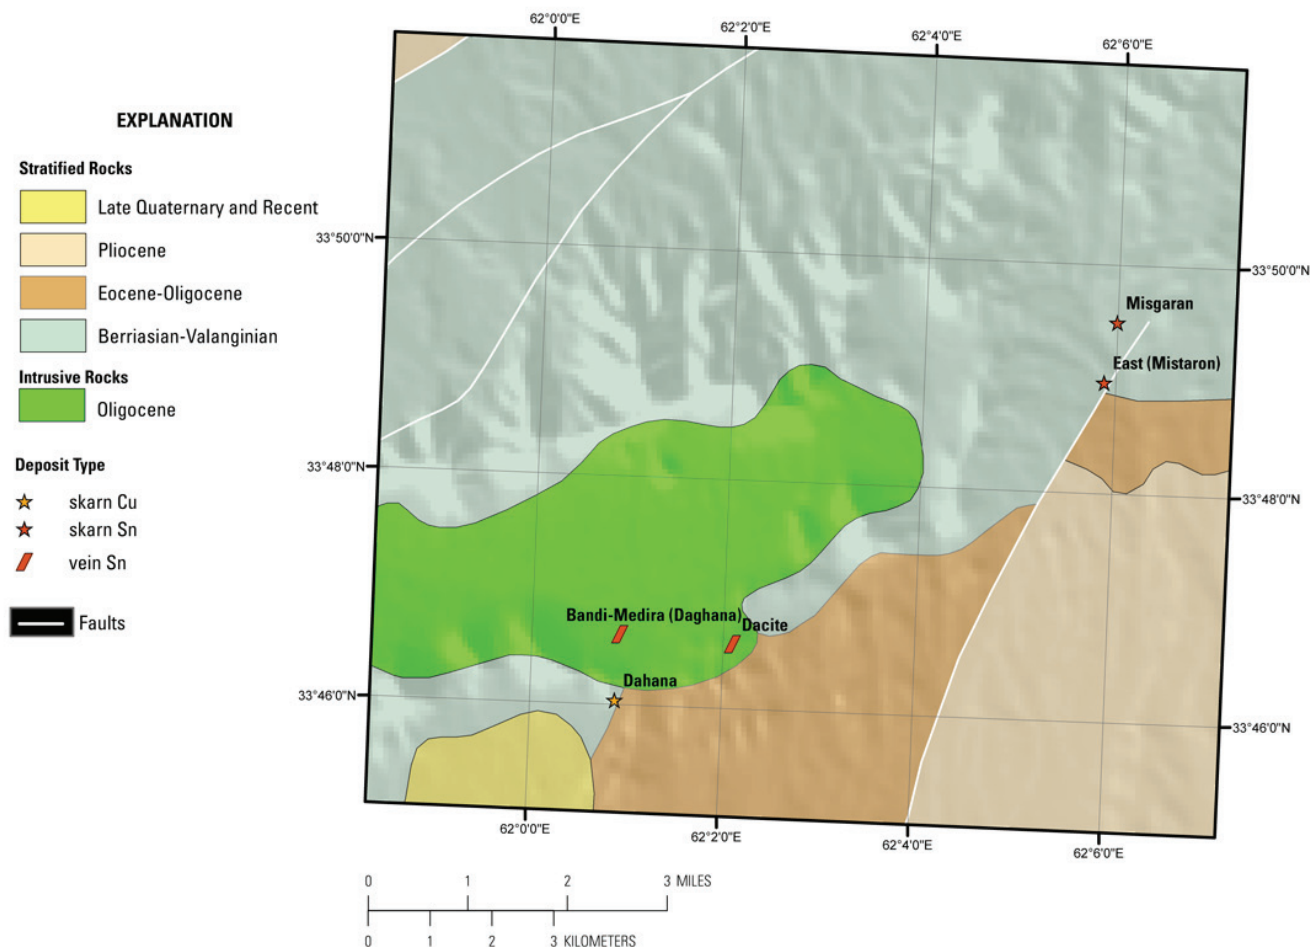 62°0'0"E
62°2'0"E
62°4'0"E
62°6'0"E
EXPLANATION
Stratified Rocks
Late Quaternary and Recent
Pliocene
Eocene-Oligocene
Berriasian-Valanginian
Intrusive Rocks
Oligocene
Deposit Type
skarn Cu
skarn Sn
vein Sn
Faults
33°50'0"N
33°50'0"N
Misgaran
East (Mistaron)
33°48'0"N
33°48'0"N
Bandi-Medira (Daghana)
Dacite
Dahana
33°46'0"N
33°46'0"N
62°0'0"E
62°2'0"E
62°4'0"E
62°6'0"E
0 1 2 3 MILES
0 1 2 3 KILOMETERS